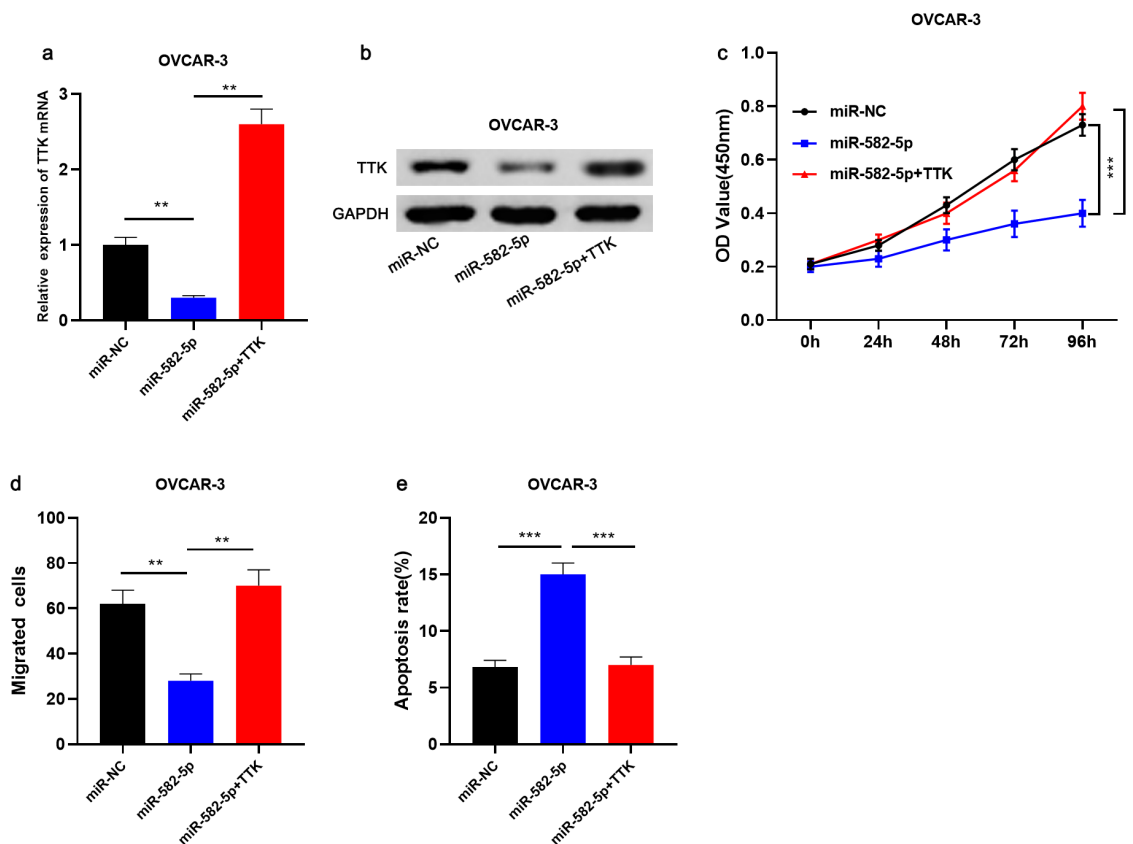 a
OVCAR-3
Relative expression of TTK mRNA
3
2
1
0
**
**
miR-NC
miR-582-5p
miR-582-5p+TTK
b
OVCAR-3
TTK
GAPDH
miR-NC
miR-582-5p
miR-582-5p+TTK
c
OVCAR-3
OD Value(450nm)
1.0
0.8
0.6
0.4
0.2
0.0
miR-NC
miR-582-5p
miR-582-5p+TTK
***
0h
24h
48h
72h
96h
d
OVCAR-3
Migrated cells
100
80
60
40
20
0
**
**
miR-NC
miR-582-5p
miR-582-5p+TTK
e
OVCAR-3
Apoptosis rate(%)
20
15
10
5
0
***
***
miR-NC
miR-582-5p
miR-582-5p+TTK